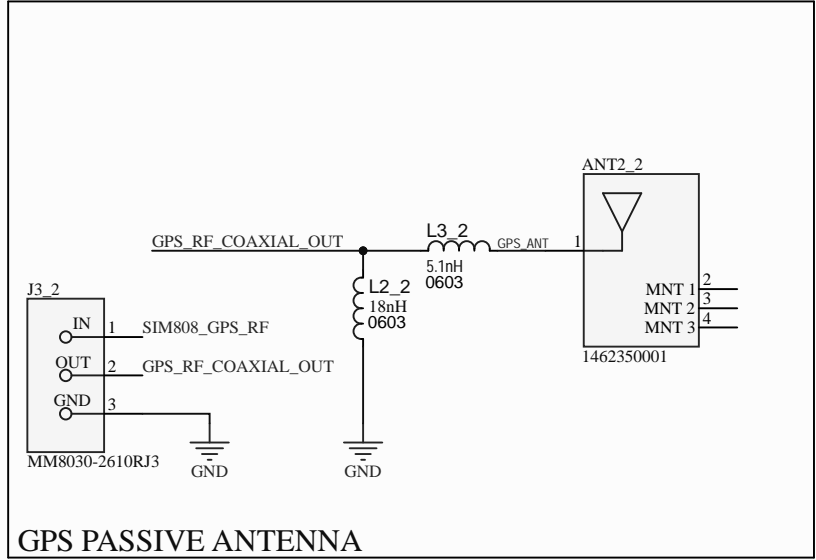 ANT2_2
GPS_RF_COAXIAL_OUT
L3_2
GPS_ANT
1
5.1nH
0603
L2_2
18nH
0603
MNT 1
2
MNT 2
3
MNT 3
4
1462350001
J3_2
IN
1
SIM808_GPS_RF
OUT
2
GPS_RF_COAXIAL_OUT
GND
3
MM8030-2610RJ3
GND
GND
GPS PASSIVE ANTENNA